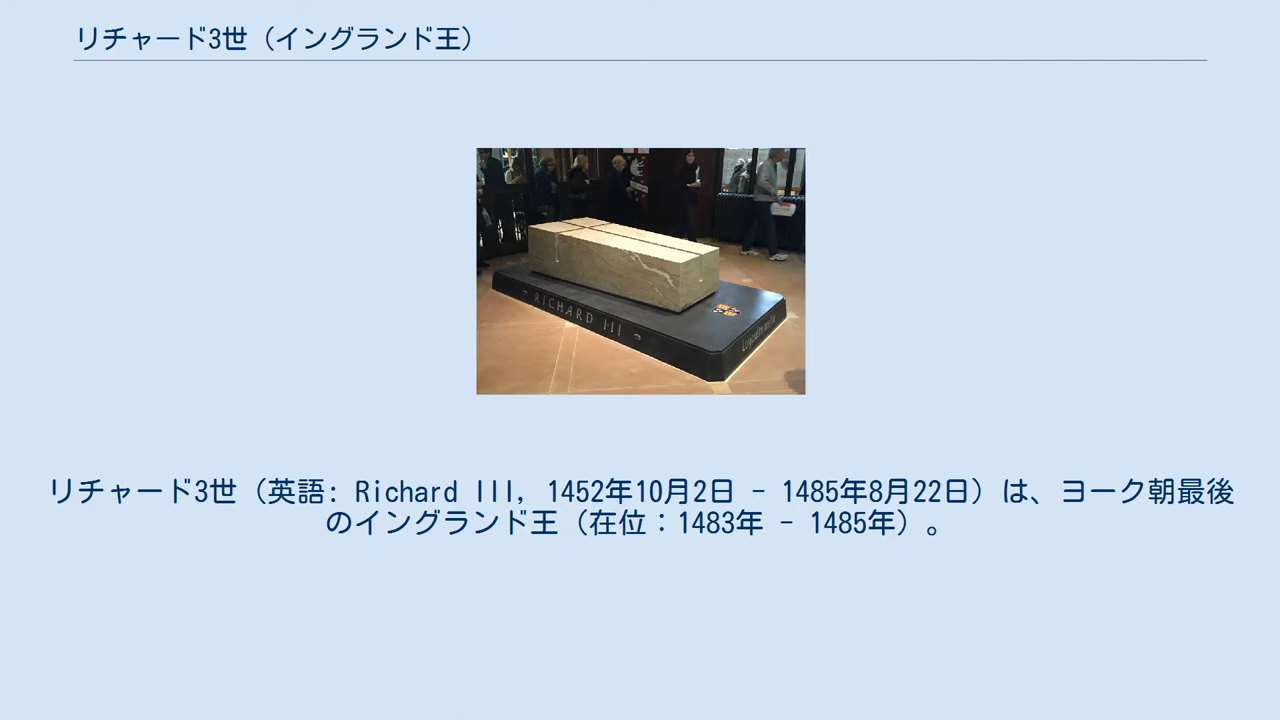 リチャード3世（イングランド王）
RICHARD III
リチャード3世（英語: Richard III, 1452年10月2日 - 1485年8月22日）は、ヨーク朝最後
のイングランド王（在位：1483年 - 1485年）。